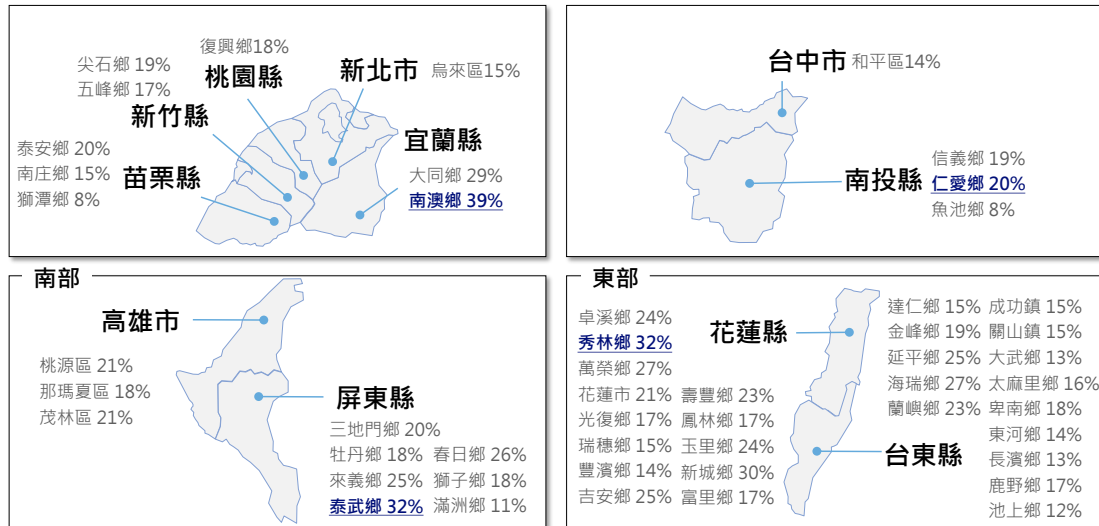 復興鄉18%
尖石鄉 19%
五峰鄉 17%
桃園縣
新北市
烏來區15%
新竹縣
宜蘭縣
泰安鄉 20%
南庄鄉 15%
獅潭鄉 8%
苗栗縣
大同鄉 29%
南澳鄉 39%
台中市 和平區14%
南投縣
信義鄉 19%
仁愛鄉 20%
魚池鄉 8%
南部
高雄市
桃源區 21%
那瑪夏區 18%
茂林區 21%
屏東縣
三地門鄉 20%
牡丹鄉 18% 春日鄉 26%
來義鄉 25% 獅子鄉 18%
泰武鄉 32% 滿洲鄉 11%
東部
卓溪鄉 24%
秀林鄉 32%
萬榮鄉 27%
花蓮市 21% 壽豐鄉 23%
光復鄉 17% 鳳林鄉 17%
瑞穗鄉 15% 玉里鄉 24%
豐濱鄉 14% 新城鄉 30%
吉安鄉 25% 富里鄉 17%
花蓮縣
達仁鄉 15% 成功鎮 15%
金峰鄉 19% 關山鎮 15%
延平鄉 25% 大武鄉 13%
海瑞鄉 27% 太麻里鄉 16%
蘭嶼鄉 23% 卑南鄉 18%
東河鄉 14%
長濱鄉 13%
鹿野鄉 17%
池上鄉 12%
台東縣